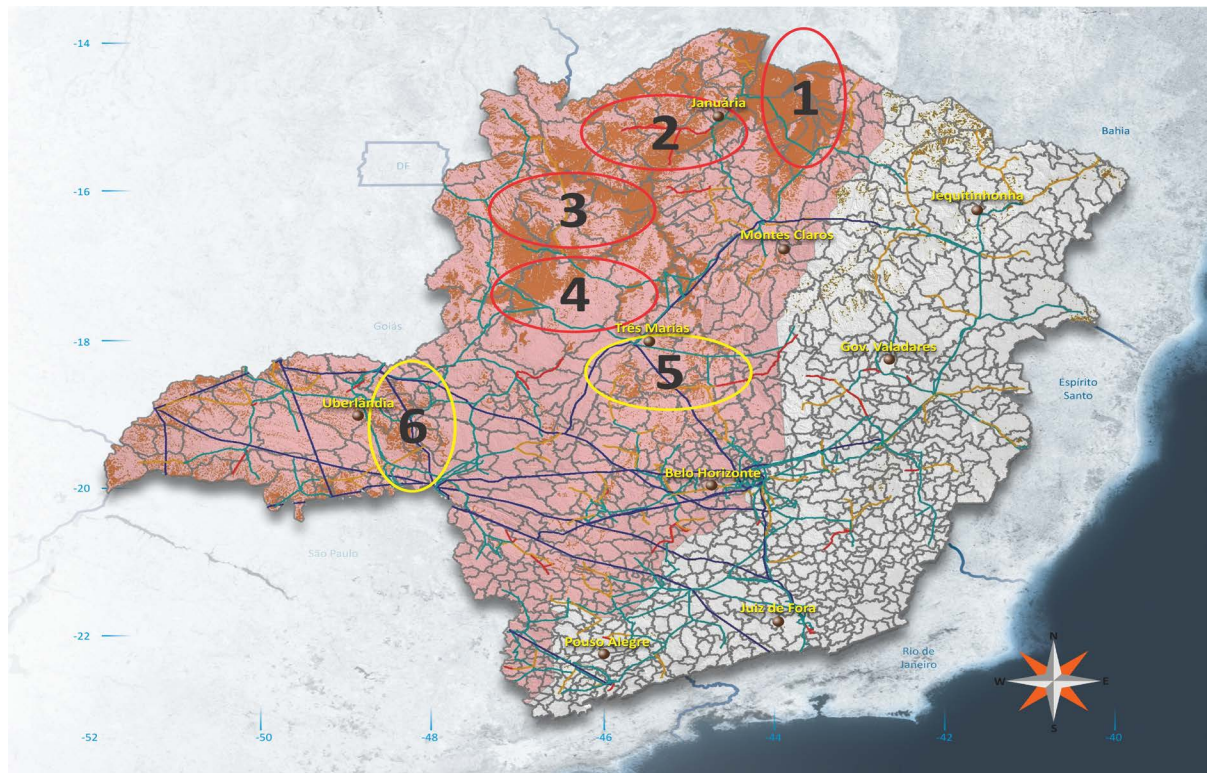 -14
1
Januária
2
Bahia
DE
-16
3
Jequitinhonha
Montes Claros
4
Goiás
-18
Tres Marias
Gov. Valadares
5
Espírito
Santo
Uberlândia
6
Belo Horizonte
-20
São Paulo
Juiz de Fora
-22
Pouso Alegre
Rio de
Janeiro
N
W
E
S
-52
-50
-48
-46
-44
-42
-40